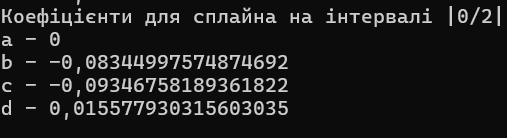 Коефіцієнти для сплайна на інтервалі |0/2|
a - 0
b - -0,08344997574874692
c - -0,09346758189361822
d - 0,015577930315603035